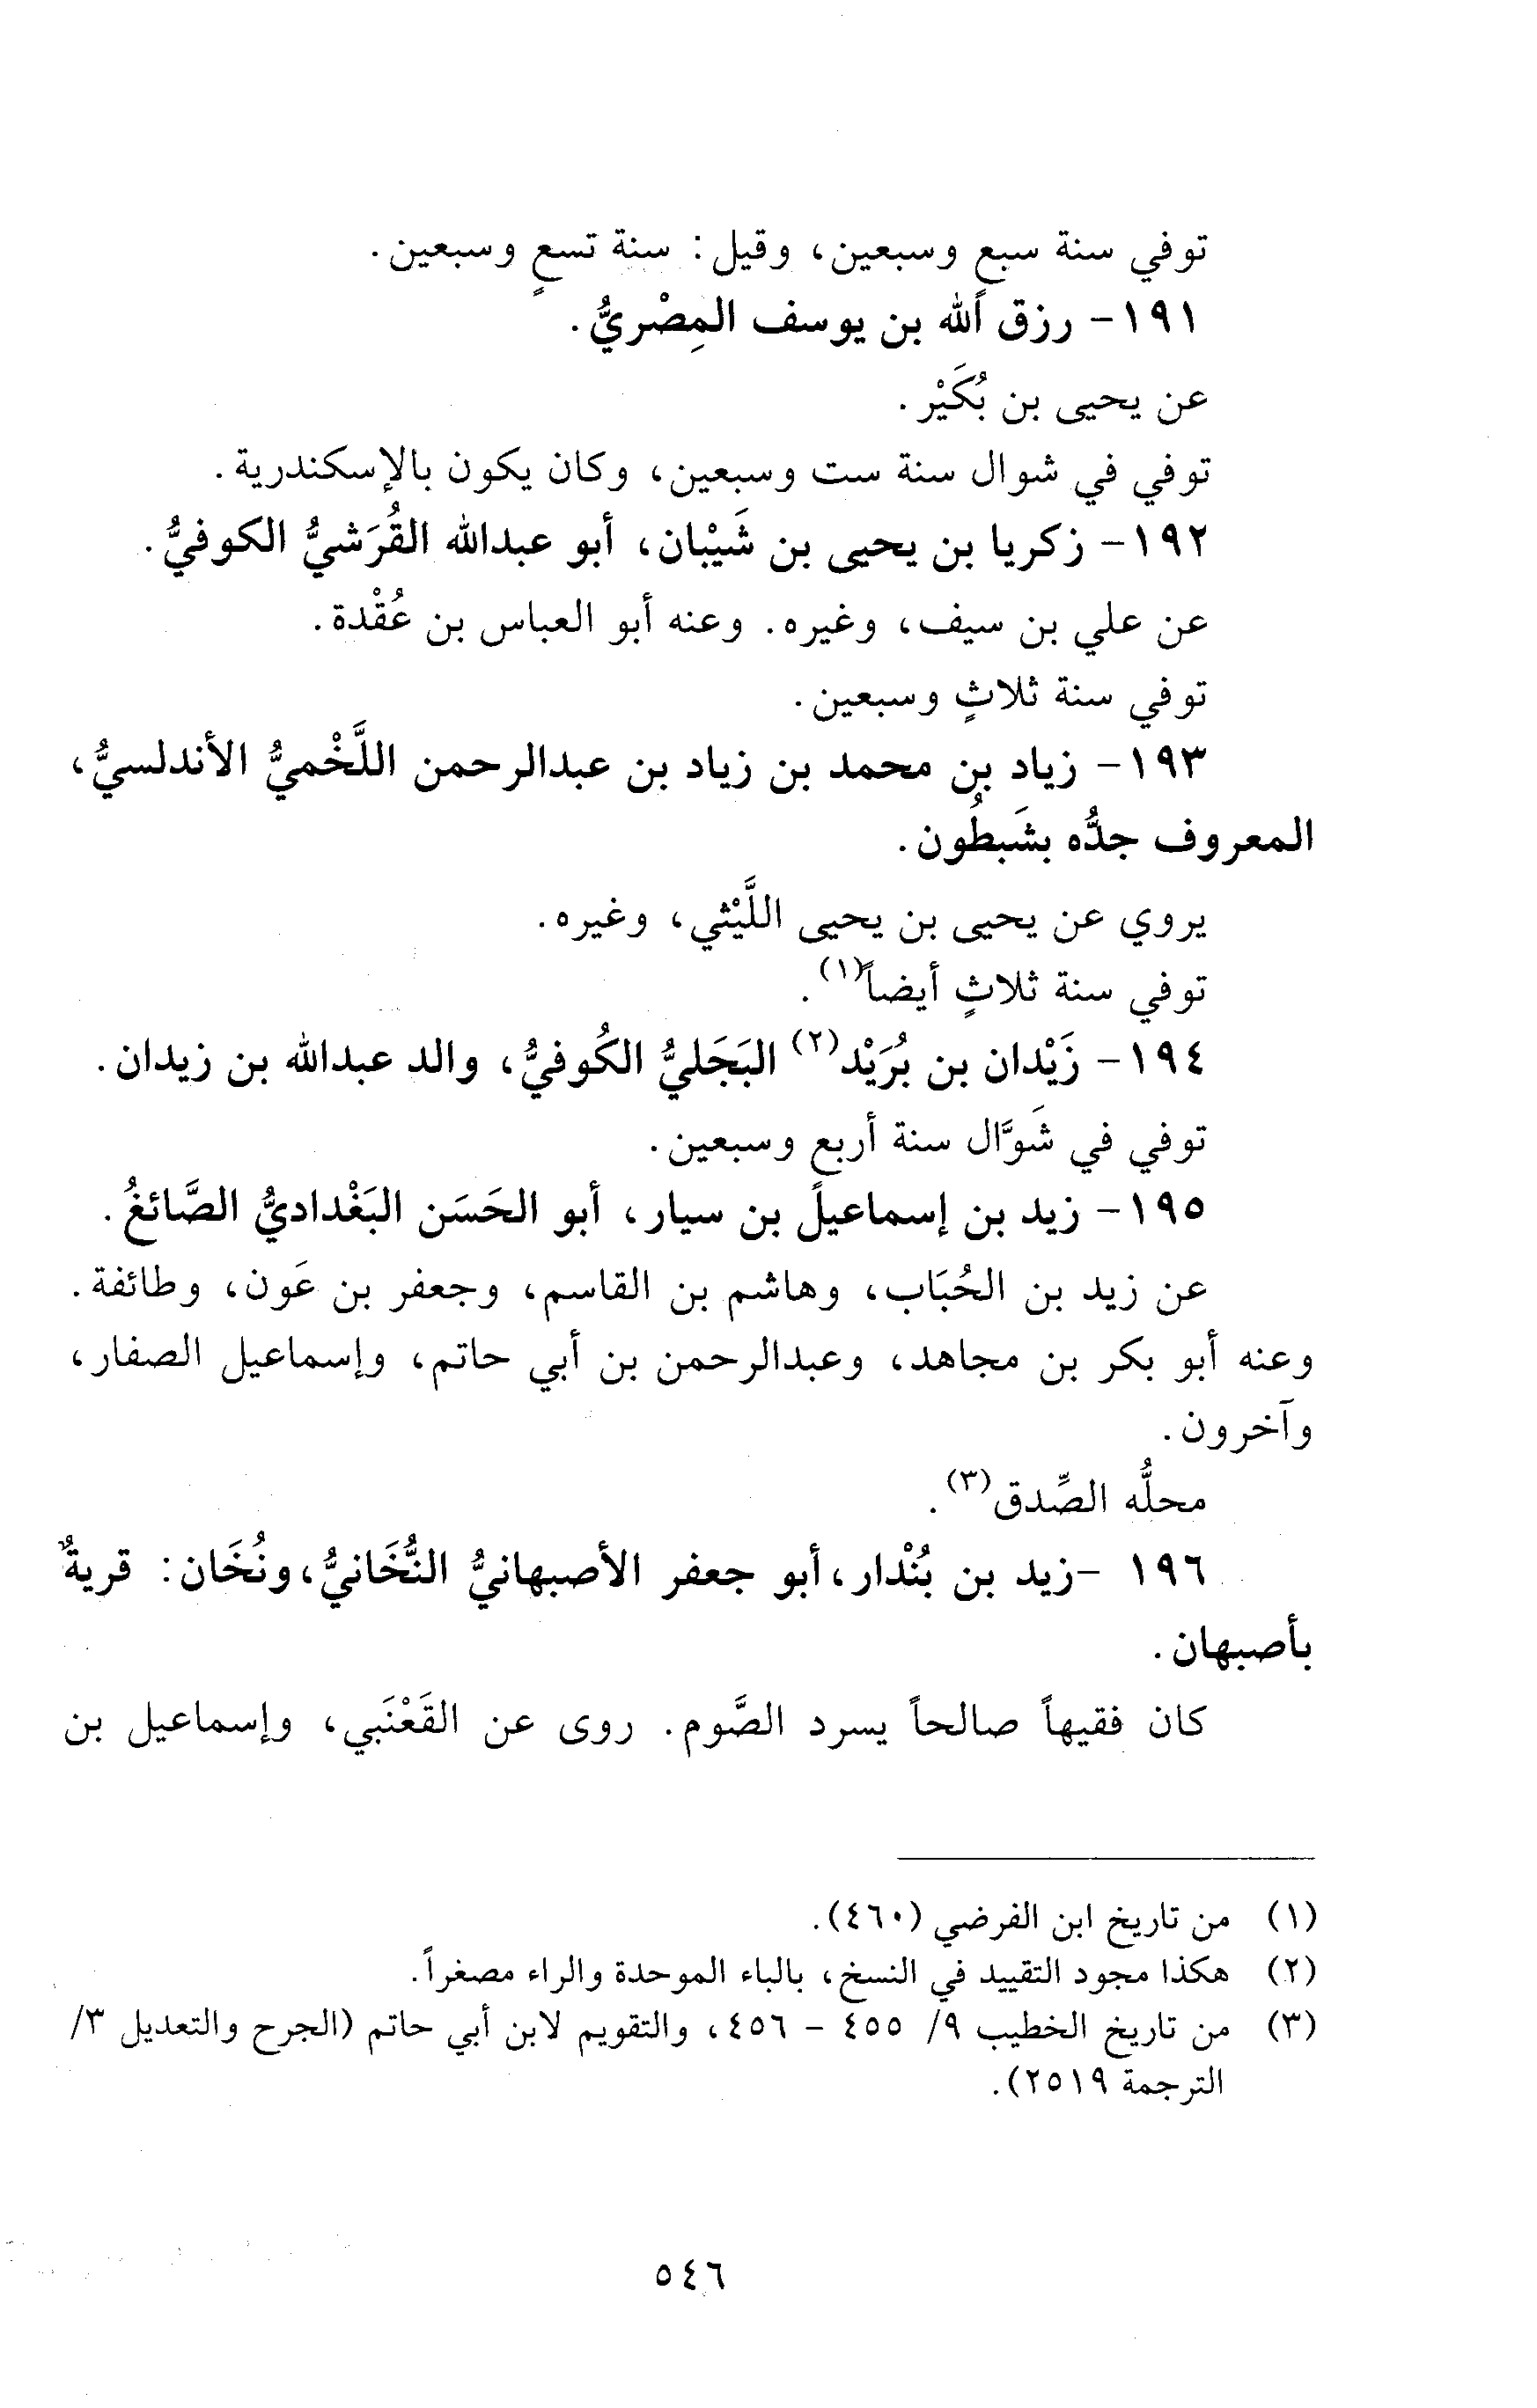 توفي سنة سبعٍ وسبعين، وقيل: سنة تسعٍ وسبعين.
١٩١- رزق الله بن يوسف المِصْريُّ.
عن يحيى بن بُكَيْر.
توفي في شوال سنة ست وسبعين، وكان يكون بالإسكندرية.
١٩٢- زكريا بن يحيى بن شَيْبان، أبو عبدالله القُرَشيُّ الكوفيُّ.
عن علي بن سيف، وغيره. وعنه أبو العباس بن عُقْدة.
توفي سنة ثلاثٍ وسبعين.
١٩٣- زياد بن محمد بن زياد بن عبدالرحمن اللَّخْميُّ الأندلسيُّ،
المعروف جدُّه بشَبطُون.
يروي عن يحيى بن يحيى اللَّيْثي، وغيره.
توفي سنة ثلاثٍ أيضاً(١).
١٩٤- زَيْدان بن بُرَيْد(٢) البَجَليُّ الكُوفيُّ، والد عبدالله بن زيدان.
توفي في شَوَّال سنة أربع وسبعين.
١٩٥- زيد بن إسماعيل بن سيار، أبو الحَسَن البَغْداديُّ الصَّائغُ.
عن زيد بن الحُبَاب، وهاشم بن القاسم، وجعفر بن عَون، وطائفة.
وعنه أبو بكر بن مجاهد، وعبدالرحمن بن أبي حاتم، وإسماعيل الصفار،
وآخرون.
محلُّه الصِّدق(٣).
١٩٦ -زيد بن بُنْدار، أبو جعفر الأصبهانيُّ النُّخَانيُّ، ونُخَان: قريةٌ
بأصبهان.
كان فقيهاً صالحاً يسرد الصَّوم. روى عن القَعْنَبي، وإسماعيل بن
(١) من تاريخ ابن الفرضي (٤٦٠).
(٢) هكذا مجود التقييد في النسخ، بالباء الموحدة والراء مصغراً.
(٣) من تاريخ الخطيب ٩/ ٤٥٥ - ٤٥٦، والتقويم لابن أبي حاتم (الجرح والتعديل ٣/
الترجمة ٢٥١٩).
٥٤٦